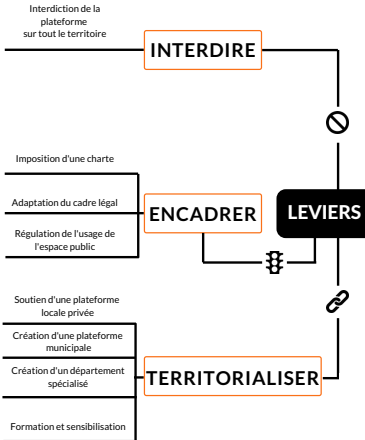 Interdiction de la
plateforme
sur tout le territoire
INTERDIRE
Imposition d'une charte
Adaptation du cadre légal
Régulation de l'usage de
l'espace public
ENCADRER
LEVIERS
Soutien d'une plateforme
locale privée
Création d'une plateforme
municipale
Création d'un département
spécialisé
Formation et sensibilisation
TERRITORIALISER